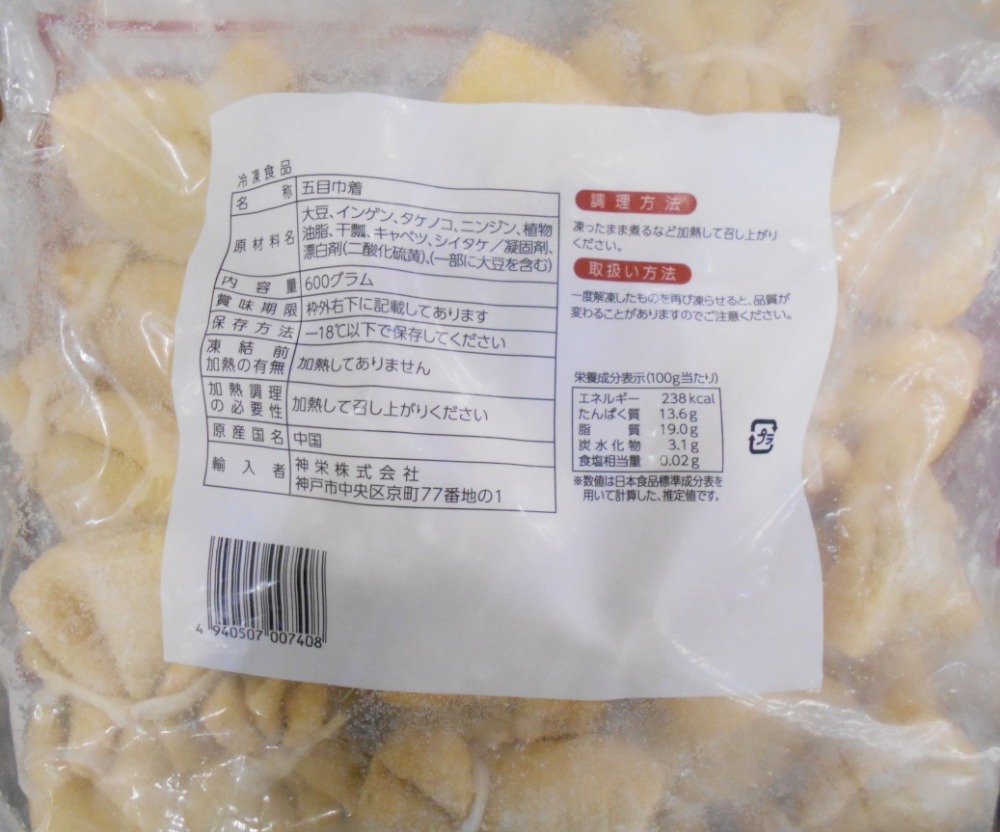 冷凍食品
名称 五目巾着
原材料名 大豆、インゲン、タケノコ、ニンジン、植物
油脂、干瓢、キャベツ、シイタケ／凝固剤、
漂白剤(二酸化硫黄)、(一部に大豆を含む)
内容量 600グラム
賞味期限 枠外右下に記載してあります
保存方法 −18℃以下で保存してください
凍結前
加熱の有無 加熱してありません
加熱調理
の必要性 加熱して召し上がりください
原産国名 中国
輸入者 神栄株式会社
神戸市中央区京町77番地の1
調理方法
凍ったまま煮るなど加熱して召し上がり
ください。
取扱い方法
一度解凍したものを再び凍らせると、品質が
変わることがありますのでご注意ください。
栄養成分表示(100g当たり)
エネルギー 238kcal
たんぱく質 13.6g
脂質 19.0g
炭水化物 3.1g
食塩相当量 0.02g
※数値は日本食品標準成分表を
用いて計算した、推定値です。
プラ
4 940507 007408